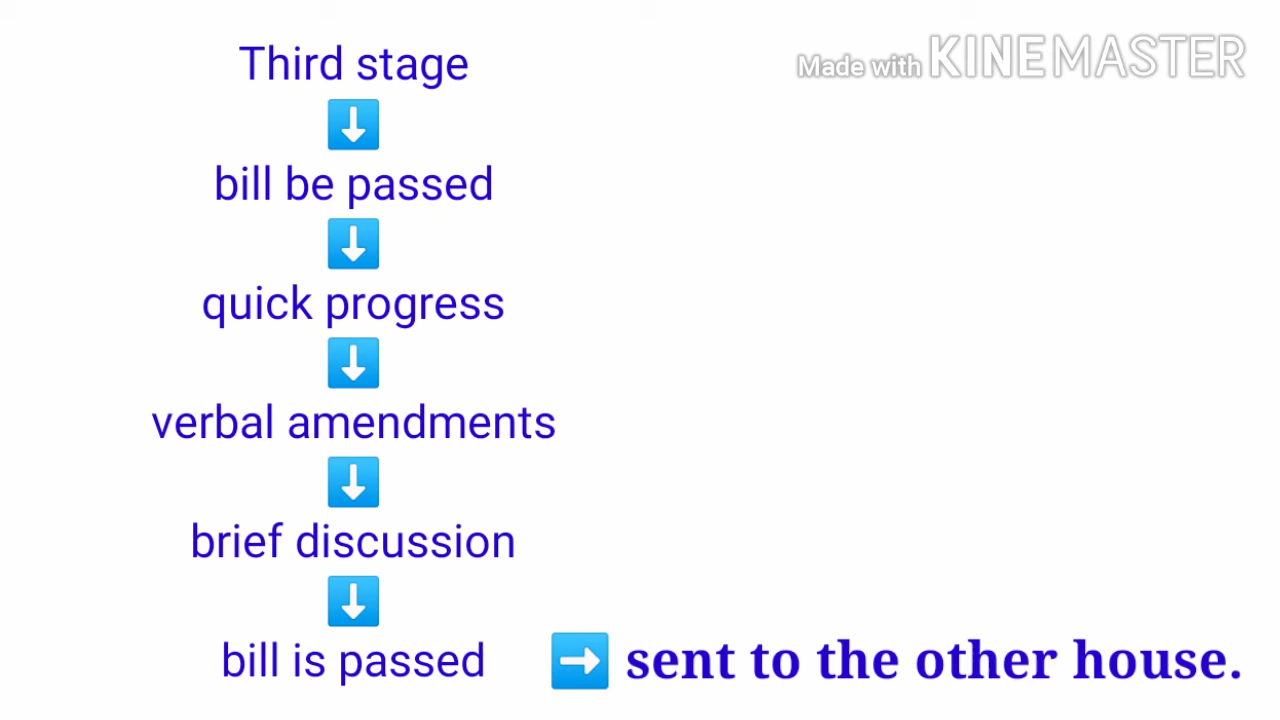 Third stage
Made with KINEMASTER
⬇️
bill be passed
⬇️
quick progress
⬇️
verbal amendments
⬇️
brief discussion
⬇️
bill is passed ➡️ sent to the other house.